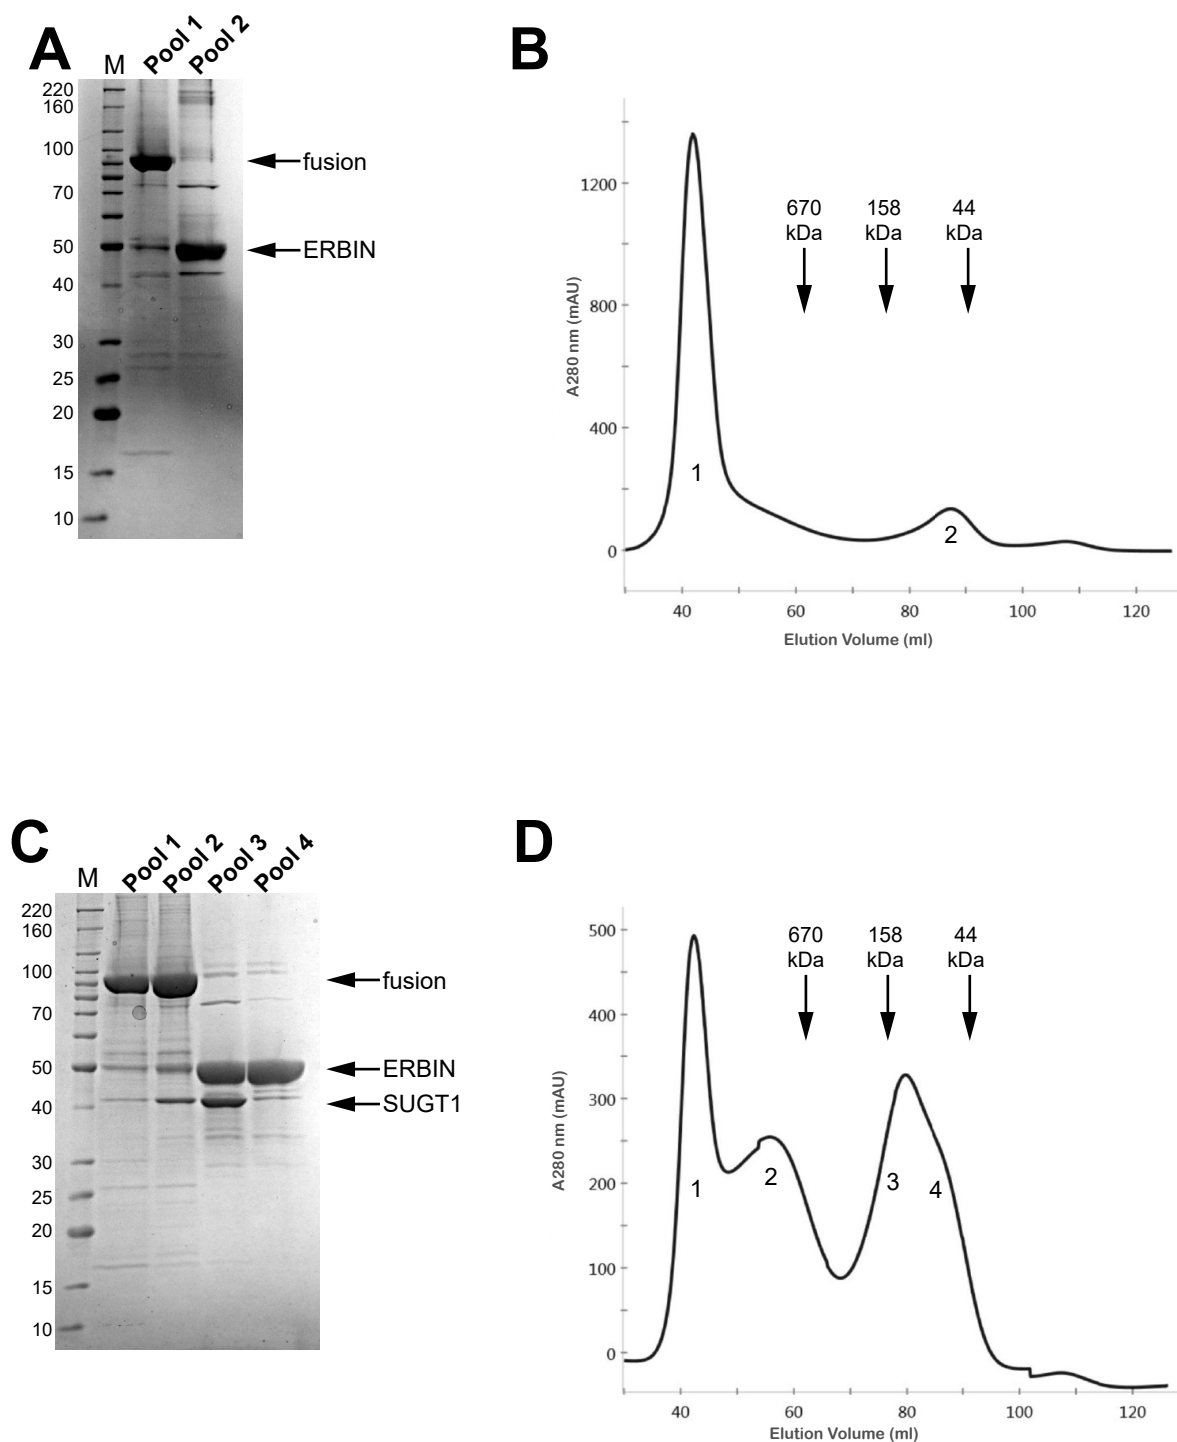 A
M
Pool 1
Pool 2
220
160
100
70
50
40
30
25
20
15
10
fusion
ERBIN
B
A280 nm (mAU)
1200
800
400
0
670
kDa
158
kDa
44
kDa
1
2
40 60 80 100 120
Elution Volume (ml)
C
M
Pool 1
Pool 2
Pool 3
Pool 4
220
160
100
70
50
40
30
25
20
15
10
fusion
ERBIN
SUGT1
D
A280 nm (mAU)
500
400
300
200
100
0
670
kDa
158
kDa
44
kDa
1
2
3
4
40 60 80 100 120
Elution Volume (ml)